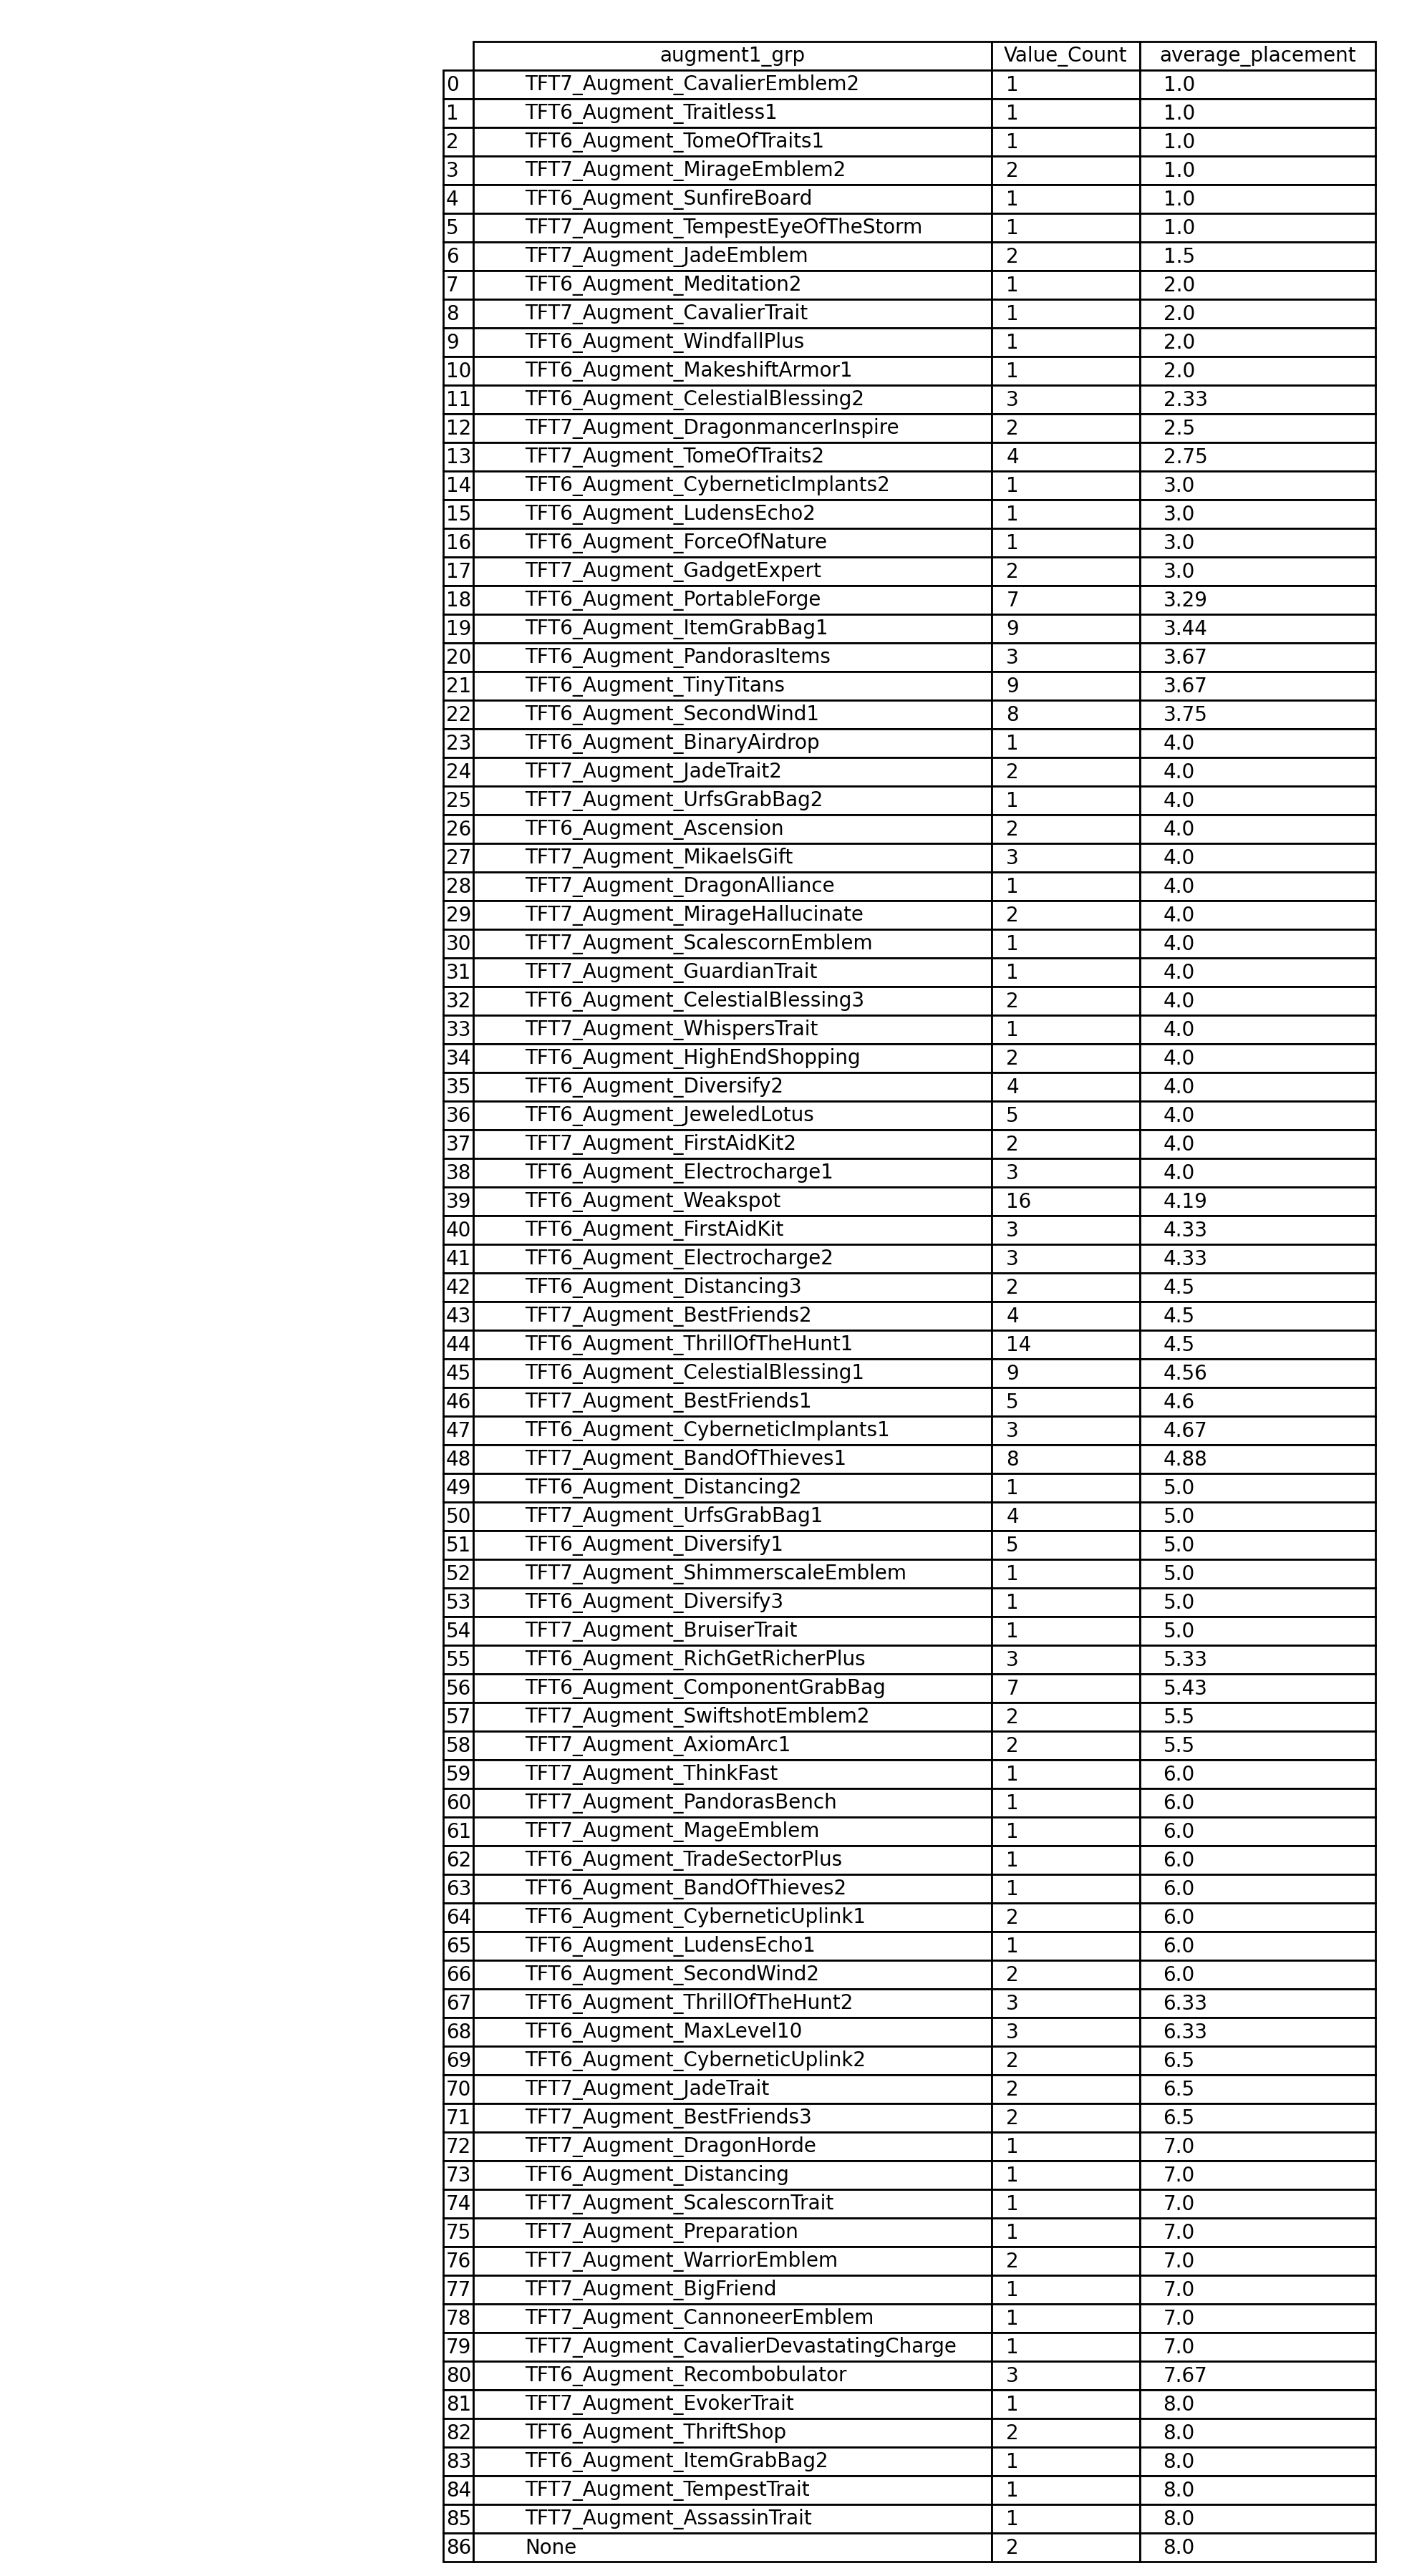 augment1_grp Value_Count average_placement
0 TFT7_Augment_CavalierEmblem2 1 1.0
1 TFT6_Augment_Traitless1 1 1.0
2 TFT6_Augment_TomeOfTraits1 1 1.0
3 TFT7_Augment_MirageEmblem2 2 1.0
4 TFT6_Augment_SunfireBoard 1 1.0
5 TFT7_Augment_TempestEyeOfTheStorm 1 1.0
6 TFT7_Augment_JadeEmblem 2 1.5
7 TFT6_Augment_Meditation2 1 2.0
8 TFT7_Augment_CavalierTrait 1 2.0
9 TFT6_Augment_WindfallPlus 1 2.0
10 TFT6_Augment_MakeshiftArmor1 1 2.0
11 TFT6_Augment_CelestialBlessing2 3 2.33
12 TFT7_Augment_DragonmancerInspire 2 2.5
13 TFT7_Augment_TomeOfTraits2 4 2.75
14 TFT6_Augment_CyberneticImplants2 1 3.0
15 TFT6_Augment_LudensEcho2 1 3.0
16 TFT6_Augment_ForceOfNature 1 3.0
17 TFT7_Augment_GadgetExpert 2 3.0
18 TFT6_Augment_PortableForge 7 3.29
19 TFT6_Augment_ItemGrabBag1 9 3.44
20 TFT6_Augment_PandorasItems 3 3.67
21 TFT6_Augment_TinyTitans 9 3.67
22 TFT6_Augment_SecondWind1 8 3.75
23 TFT6_Augment_BinaryAirdrop 1 4.0
24 TFT7_Augment_JadeTrait2 2 4.0
25 TFT7_Augment_UrfsGrabBag2 1 4.0
26 TFT6_Augment_Ascension 2 4.0
27 TFT7_Augment_MikaelsGift 3 4.0
28 TFT7_Augment_DragonAlliance 1 4.0
29 TFT7_Augment_MirageHallucinate 2 4.0
30 TFT7_Augment_ScalescornEmblem 1 4.0
31 TFT7_Augment_GuardianTrait 1 4.0
32 TFT6_Augment_CelestialBlessing3 2 4.0
33 TFT7_Augment_WhispersTrait 1 4.0
34 TFT6_Augment_HighEndShopping 2 4.0
35 TFT6_Augment_Diversify2 4 4.0
36 TFT6_Augment_JeweledLotus 5 4.0
37 TFT7_Augment_FirstAidKit2 2 4.0
38 TFT6_Augment_Electrocharge1 3 4.0
39 TFT6_Augment_Weakspot 16 4.19
40 TFT6_Augment_FirstAidKit 3 4.33
41 TFT6_Augment_Electrocharge2 3 4.33
42 TFT6_Augment_Distancing3 2 4.5
43 TFT7_Augment_BestFriends2 4 4.5
44 TFT6_Augment_ThrillOfTheHunt1 14 4.5
45 TFT6_Augment_CelestialBlessing1 9 4.56
46 TFT7_Augment_BestFriends1 5 4.6
47 TFT6_Augment_CyberneticImplants1 3 4.67
48 TFT7_Augment_BandOfThieves1 8 4.88
49 TFT6_Augment_Distancing2 1 5.0
50 TFT7_Augment_UrfsGrabBag1 4 5.0
51 TFT6_Augment_Diversify1 5 5.0
52 TFT7_Augment_ShimmerscaleEmblem 1 5.0
53 TFT6_Augment_Diversify3 1 5.0
54 TFT7_Augment_BruiserTrait 1 5.0
55 TFT6_Augment_RichGetRicherPlus 3 5.33
56 TFT6_Augment_ComponentGrabBag 7 5.43
57 TFT7_Augment_SwiftshotEmblem2 2 5.5
58 TFT7_Augment_AxiomArc1 2 5.5
59 TFT7_Augment_ThinkFast 1 6.0
60 TFT7_Augment_PandorasBench 1 6.0
61 TFT7_Augment_MageEmblem 1 6.0
62 TFT6_Augment_TradeSectorPlus 1 6.0
63 TFT6_Augment_BandOfThieves2 1 6.0
64 TFT6_Augment_CyberneticUplink1 2 6.0
65 TFT6_Augment_LudensEcho1 1 6.0
66 TFT6_Augment_SecondWind2 2 6.0
67 TFT6_Augment_ThrillOfTheHunt2 3 6.33
68 TFT6_Augment_MaxLevel10 3 6.33
69 TFT6_Augment_CyberneticUplink2 2 6.5
70 TFT7_Augment_JadeTrait 2 6.5
71 TFT7_Augment_BestFriends3 2 6.5
72 TFT7_Augment_DragonHorde 1 7.0
73 TFT6_Augment_Distancing 1 7.0
74 TFT7_Augment_ScalescornTrait 1 7.0
75 TFT7_Augment_Preparation 1 7.0
76 TFT7_Augment_WarriorEmblem 2 7.0
77 TFT7_Augment_BigFriend 1 7.0
78 TFT7_Augment_CannoneerEmblem 1 7.0
79 TFT7_Augment_CavalierDevastatingCharge 1 7.0
80 TFT6_Augment_Recombobulator 3 7.67
81 TFT7_Augment_EvokerTrait 1 8.0
82 TFT6_Augment_ThriftShop 2 8.0
83 TFT6_Augment_ItemGrabBag2 1 8.0
84 TFT7_Augment_TempestTrait 1 8.0
85 TFT7_Augment_AssassinTrait 1 8.0
86 None 2 8.0